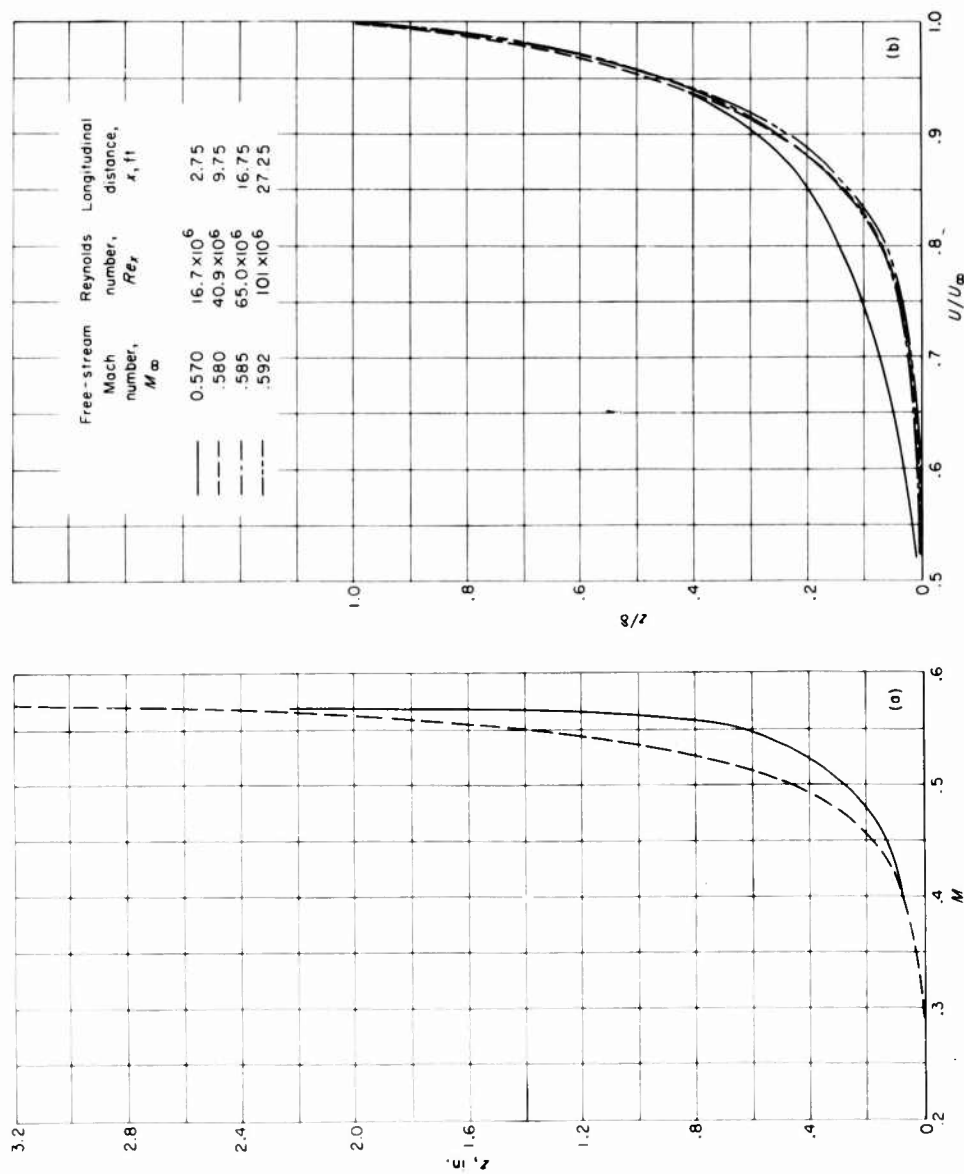 3.2
2.8
2.4
2.0
1.6
1.2
.8
.4
0
z, in.
.2
.3
.4
.5
.6
M
(a)
Free-stream Mach number, M∞
Reynolds number, Rex
Longitudinal distance, x, ft
0.570 16.7×10⁶ 2.75
.580 40.9×10⁶ 9.75
.585 65.0×10⁶ 16.75
.592 101×10⁶ 27.25
1.0
.8
.6
.4
.2
0
z/δ
.5
.6
.7
.8
.9
1.0
U/U∞
(b)